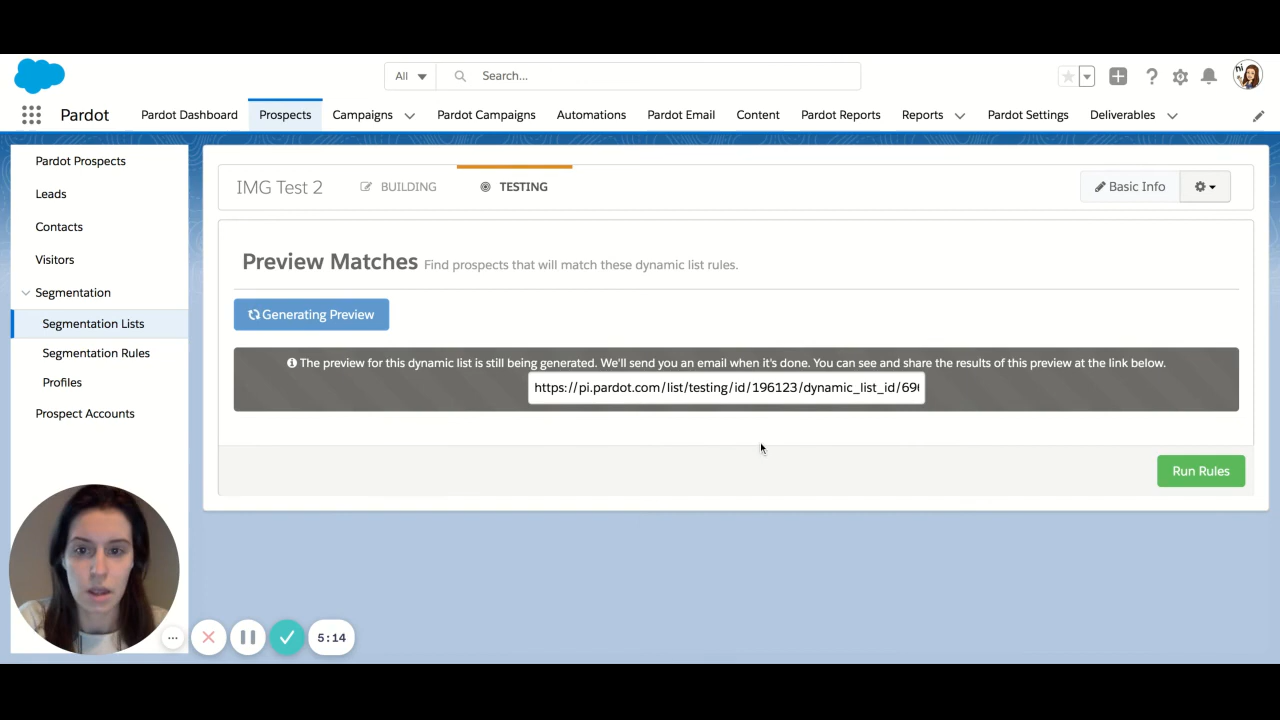 All
Search...
hi
Pardot
Pardot Dashboard
Prospects
Campaigns
Pardot Campaigns
Automations
Pardot Email
Content
Pardot Reports
Reports
Pardot Settings
Deliverables
Pardot Prospects
Leads
Contacts
Visitors
Segmentation
Segmentation Lists
Segmentation Rules
Profiles
Prospect Accounts
IMG Test 2
BUILDING
TESTING
Basic Info
Preview Matches Find prospects that will match these dynamic list rules.
Generating Preview
The preview for this dynamic list is still being generated. We'll send you an email when it's done. You can see and share the results of this preview at the link below.
https://pi.pardot.com/list/testing/id/196123/dynamic_list_id/69
Run Rules
5:14